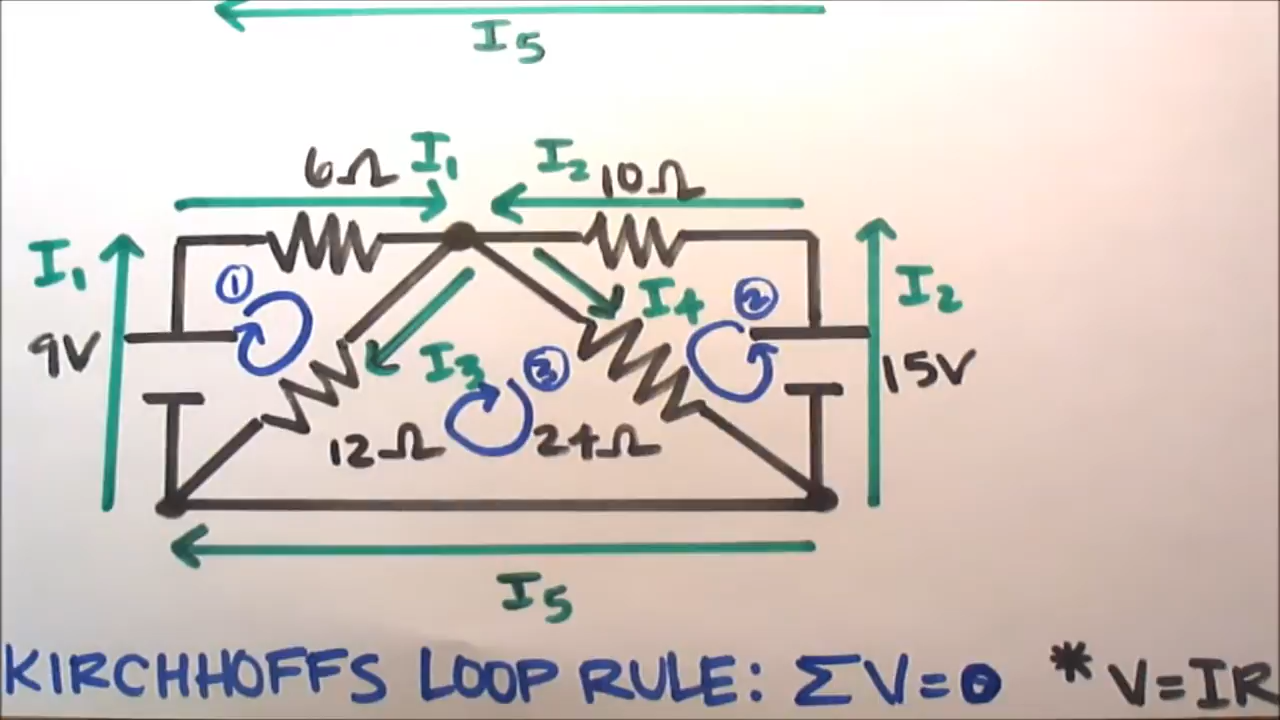 I5
6Ω I1 I2 10Ω
I1 1 I4 2 I2
9V I3 3 15V
12Ω 24Ω
I5
KIRCHHOFFS LOOP RULE: ΣV=0 * V=IR